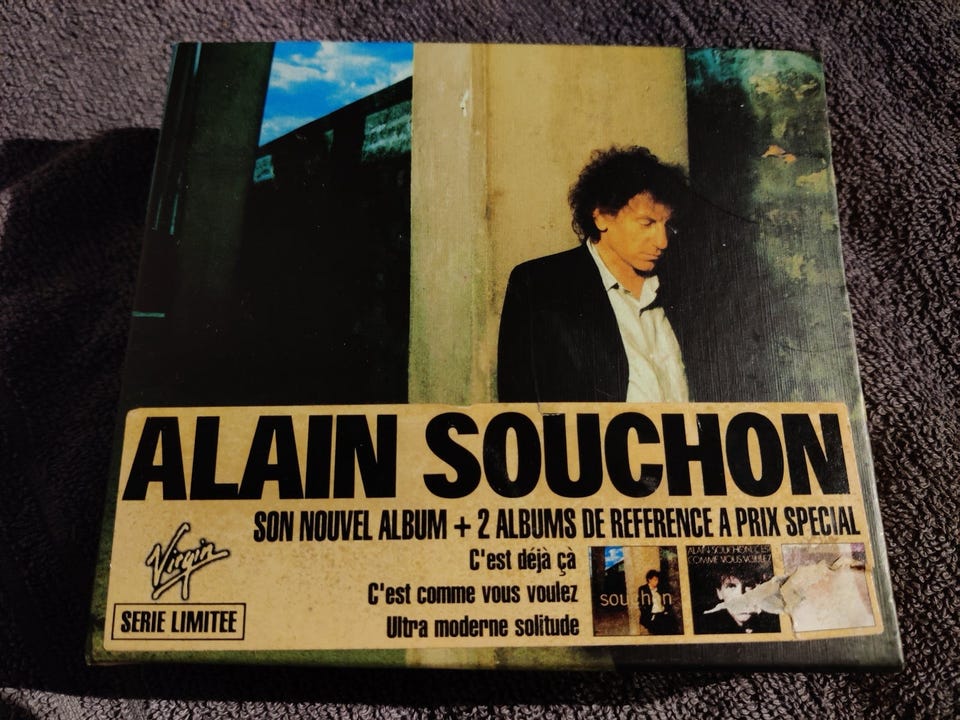 ALAIN SOUCHON
SON NOUVEL ALBUM + 2 ALBUMS DE REFERENCE A PRIX SPECIAL
Virgin
C'est déjà çà
C'est comme vous voulez
Ultra moderne solitude
SERIE LIMITEE
souchon
ALAIN SOUCHON C'EST
COMME VOUS VOULEZ